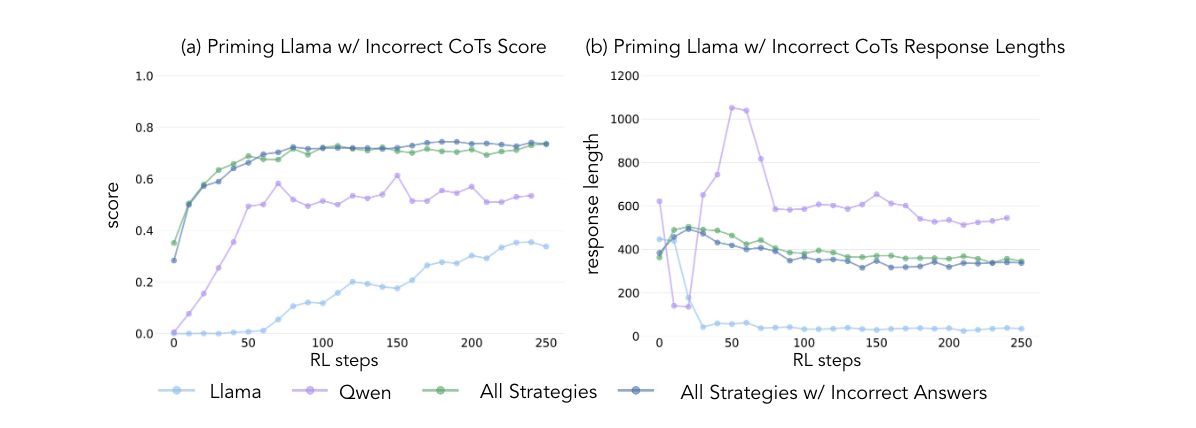 (a) Priming Llama w/ Incorrect CoTs Score
1.0
0.8
0.6
0.4
0.2
0.0
score
0 50 100 150 200 250
RL steps
(b) Priming Llama w/ Incorrect CoTs Response Lengths
1200
1000
800
600
400
200
0
response length
0 50 100 150 200 250
RL steps
Llama Qwen All Strategies All Strategies w/ Incorrect Answers